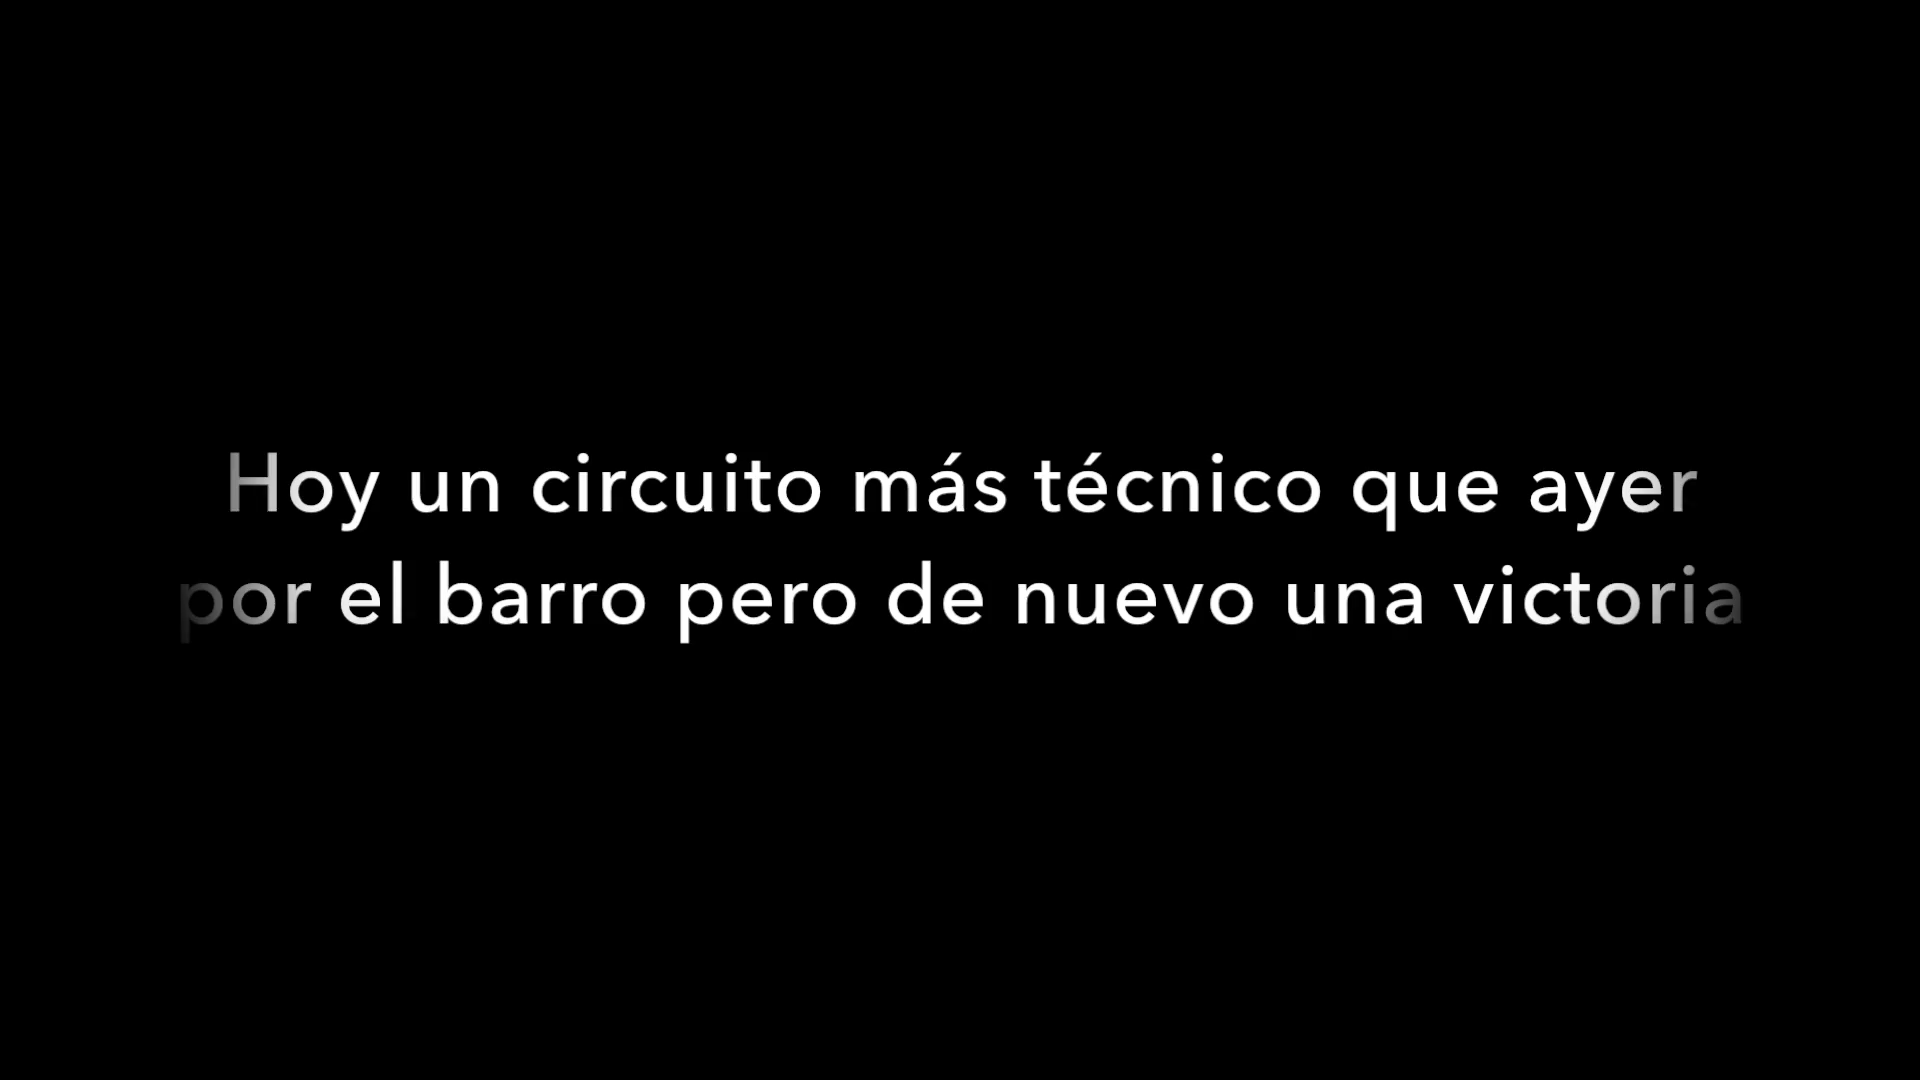 Hoy un circuito más técnico que ayer
por el barro pero de nuevo una victoria